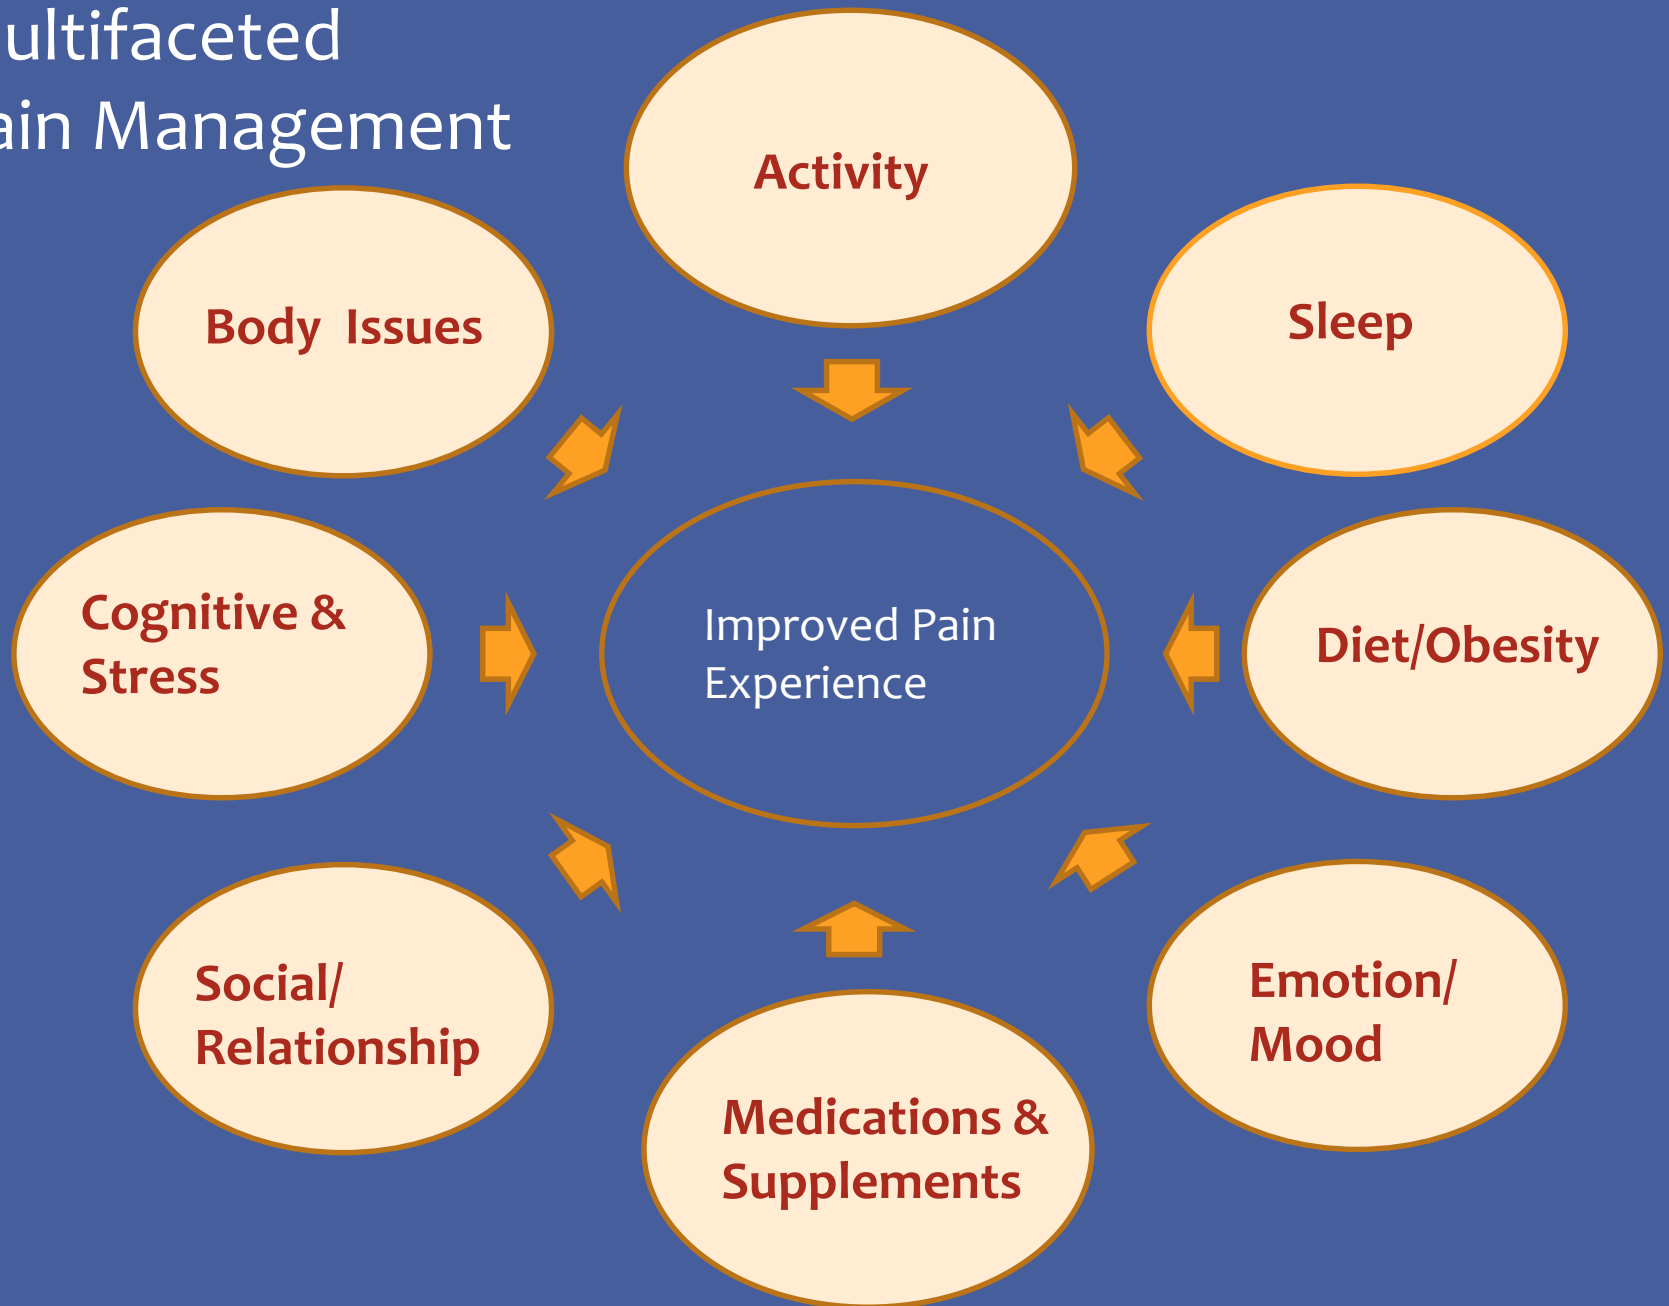 ultifaceted
ain Management
Activity
Body Issues
Sleep
Cognitive &
Stress
Improved Pain
Experience
Diet/Obesity
Social/
Relationship
Emotion/
Mood
Medications &
Supplements